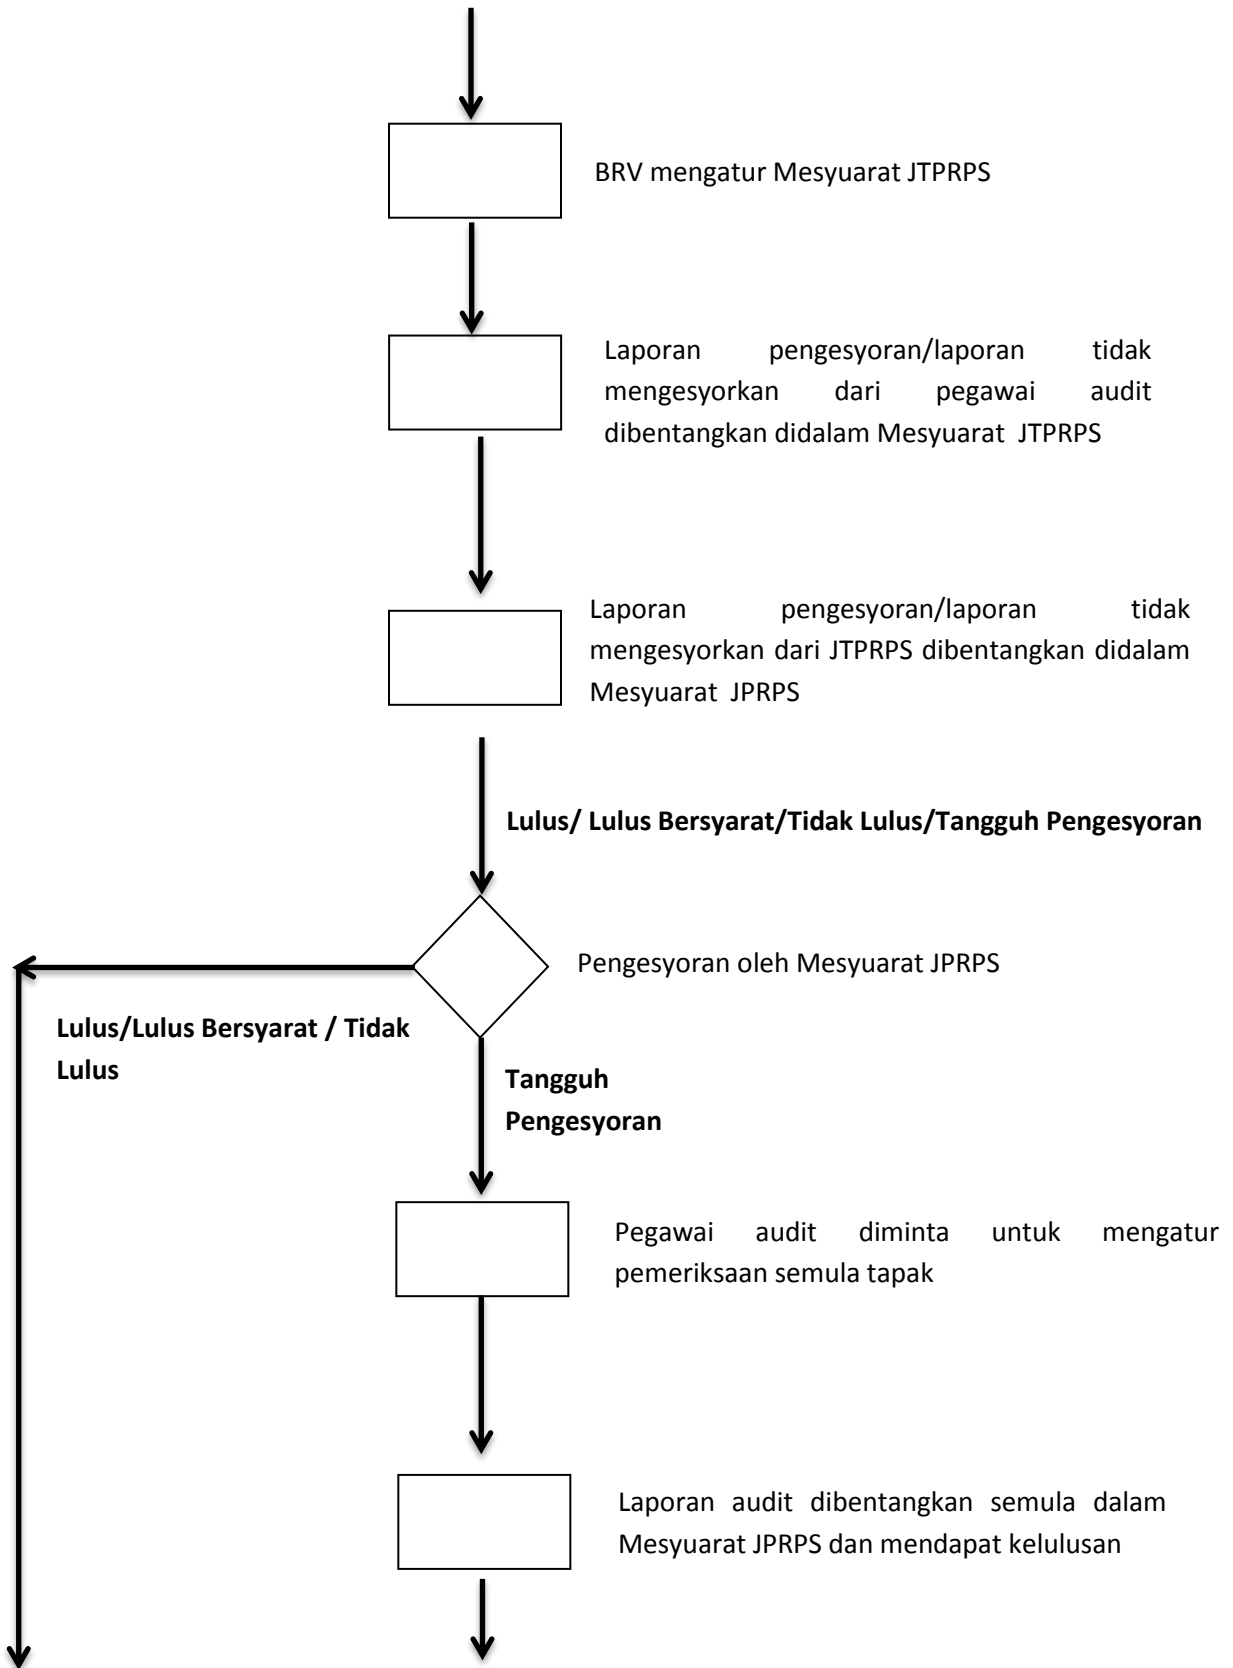 BRV mengatur Mesyuarat JTPRPS
Laporan pengesyoran/laporan tidak
mengesyorkan dari pegawai audit
dibentangkan didalam Mesyuarat JTPRPS
Laporan pengesyoran/laporan tidak
mengesyorkan dari JTPRPS dibentangkan didalam
Mesyuarat JPRPS
Lulus/ Lulus Bersyarat/Tidak Lulus/Tangguh Pengesyoran
Pengesyoran oleh Mesyuarat JPRPS
Lulus/Lulus Bersyarat / Tidak
Lulus
Tangguh
Pengesyoran
Pegawai audit diminta untuk mengatur
pemeriksaan semula tapak
Laporan audit dibentangkan semula dalam
Mesyuarat JPRPS dan mendapat kelulusan